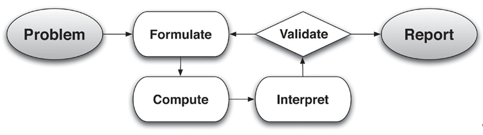 Problem
Formulate
Validate
Report
Compute
Interpret